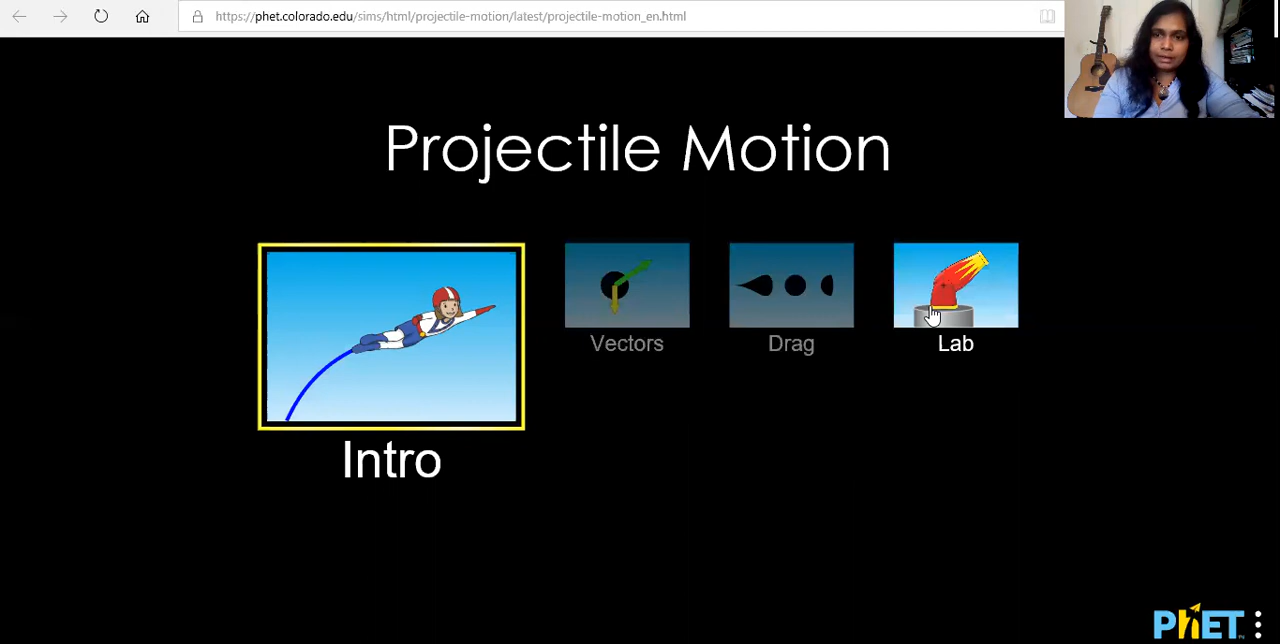 https://phet.colorado.edu/sims/html/projectile-motion/latest/projectile-motion_en.html
Projectile Motion
Intro
Vectors
Drag
Lab
PhET